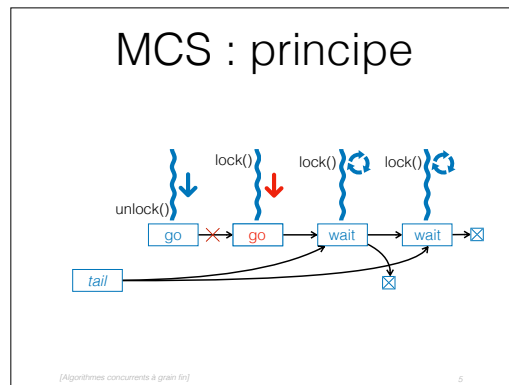 MCS : principe
lock() lock() lock()
unlock()
go go wait wait
tail
[Algorithmes concurrents à grain fin] 5